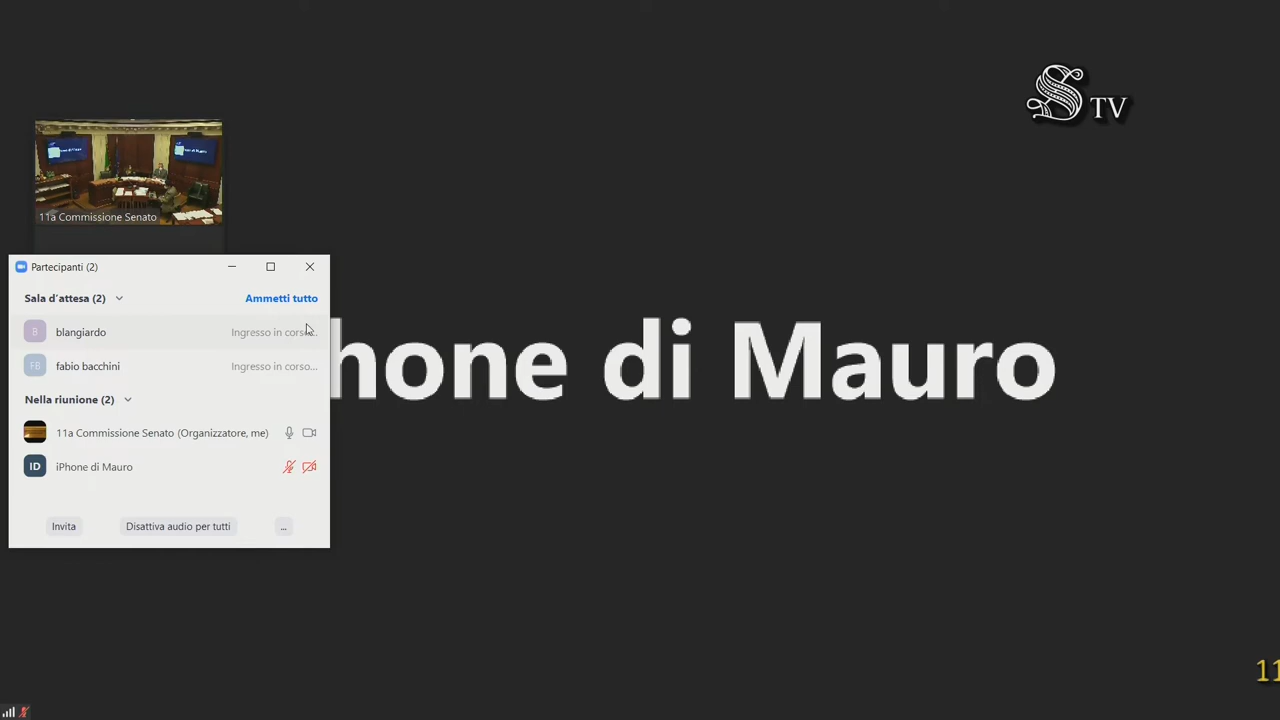 S TV
11a Commissione Senato
Partecipanti (2)
Sala d'attesa (2)
Ammetti tutto
B
blangiardo
Ingresso in corso...
FB
fabio bacchini
Ingresso in corso...
hone di Mauro
Nella riunione (2)
11a Commissione Senato (Organizzatore, me)
ID
iPhone di Mauro
Invita
Disattiva audio per tutti
...
11